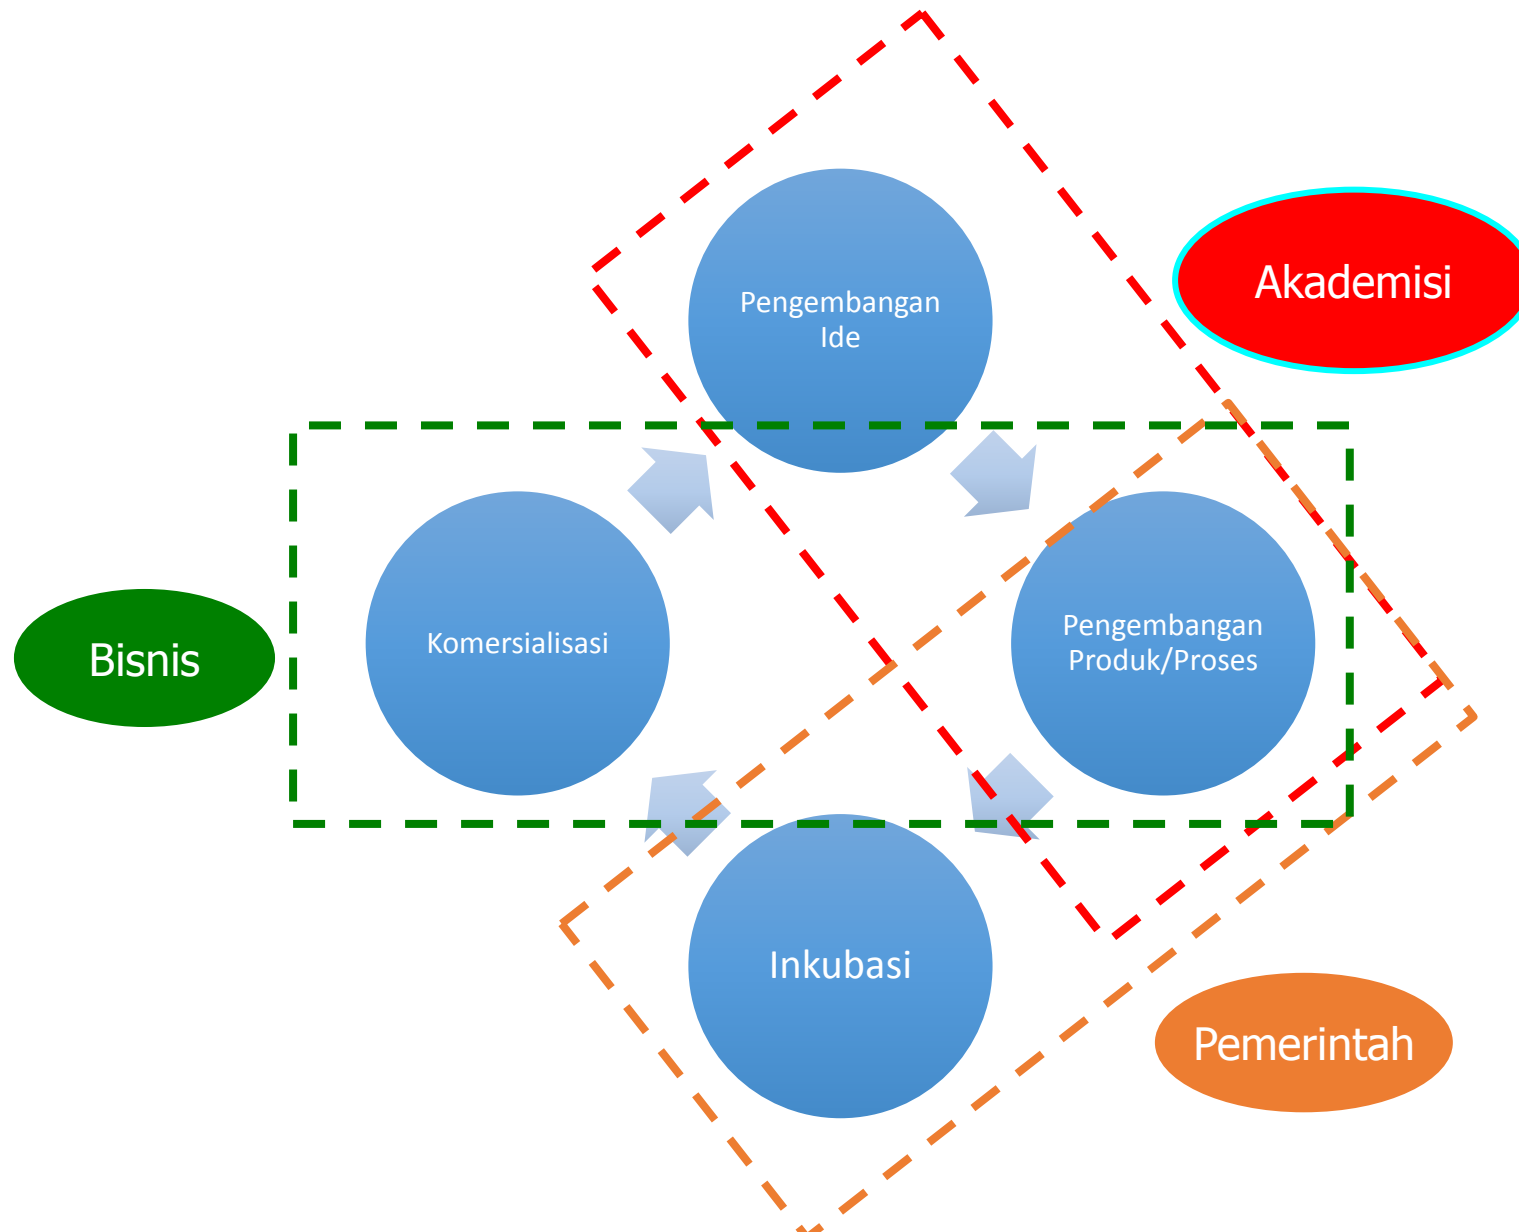 Akademisi
Pengembangan
Ide
Bisnis
Komersialisasi
Pengembangan
Produk/Proses
Inkubasi
Pemerintah